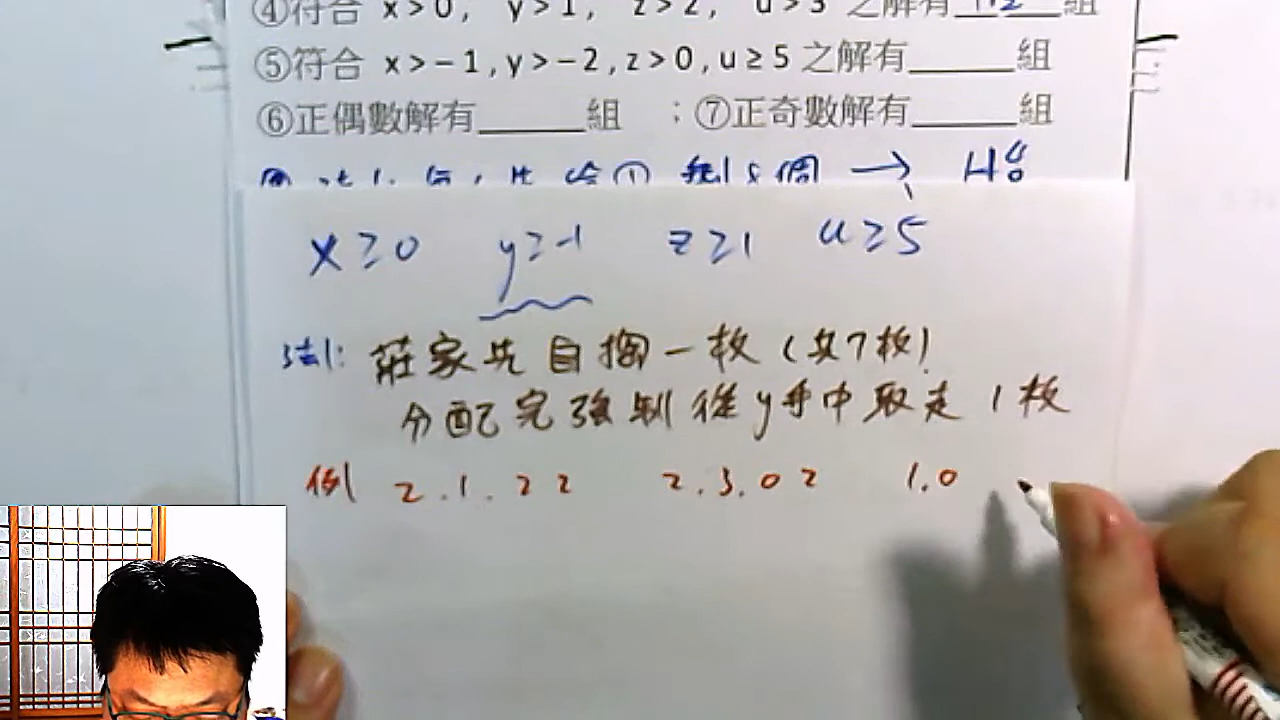 ④符合 x>0, y>1, z>2, u>3 之解有 組
⑤符合 x>-1,y>-2,z>0,u≥5之解有______組
⑥正偶數解有______組 ;⑦正奇數解有______組
→ H
x≥0 y≥-1 z≥1 u≥5
法1: 莊家先自掏一枚(共7枚)
分配完強制從y手中取走1枚
例 2.1.22 2.3.02 1.0